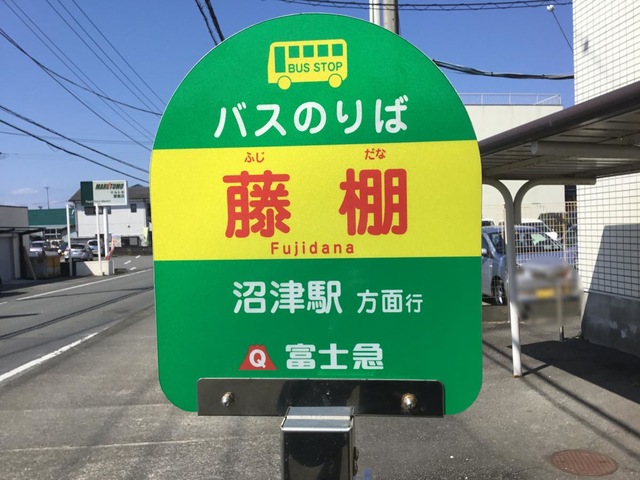 BUS STOP
バスのりば
ふじ だな
藤棚
Fujidana
沼津駅 方面行
Q 富士急
MARUTOMO